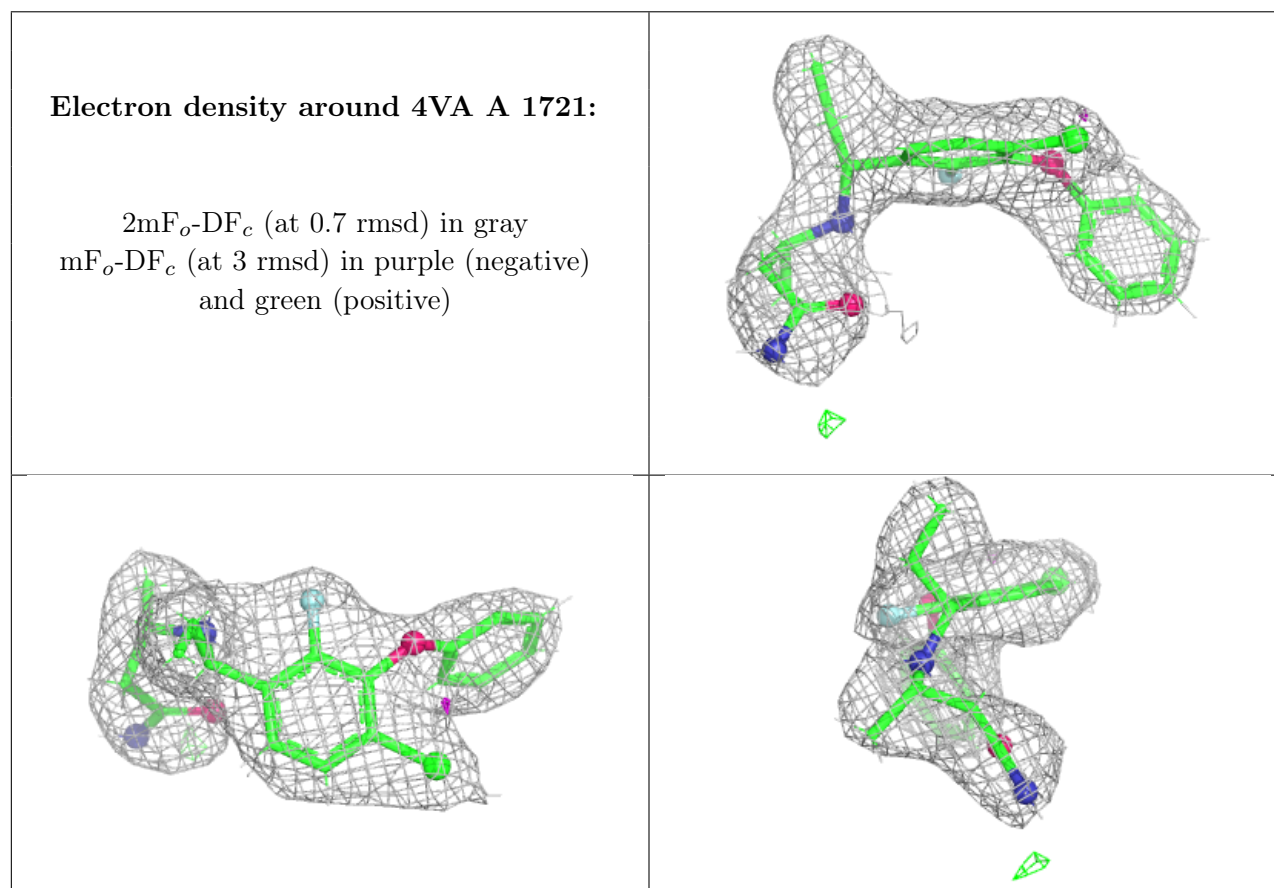 Electron density around 4VA A 1721:
2mFo-DFc (at 0.7 rmsd) in gray
mFo-DFc (at 3 rmsd) in purple (negative)
and green (positive)